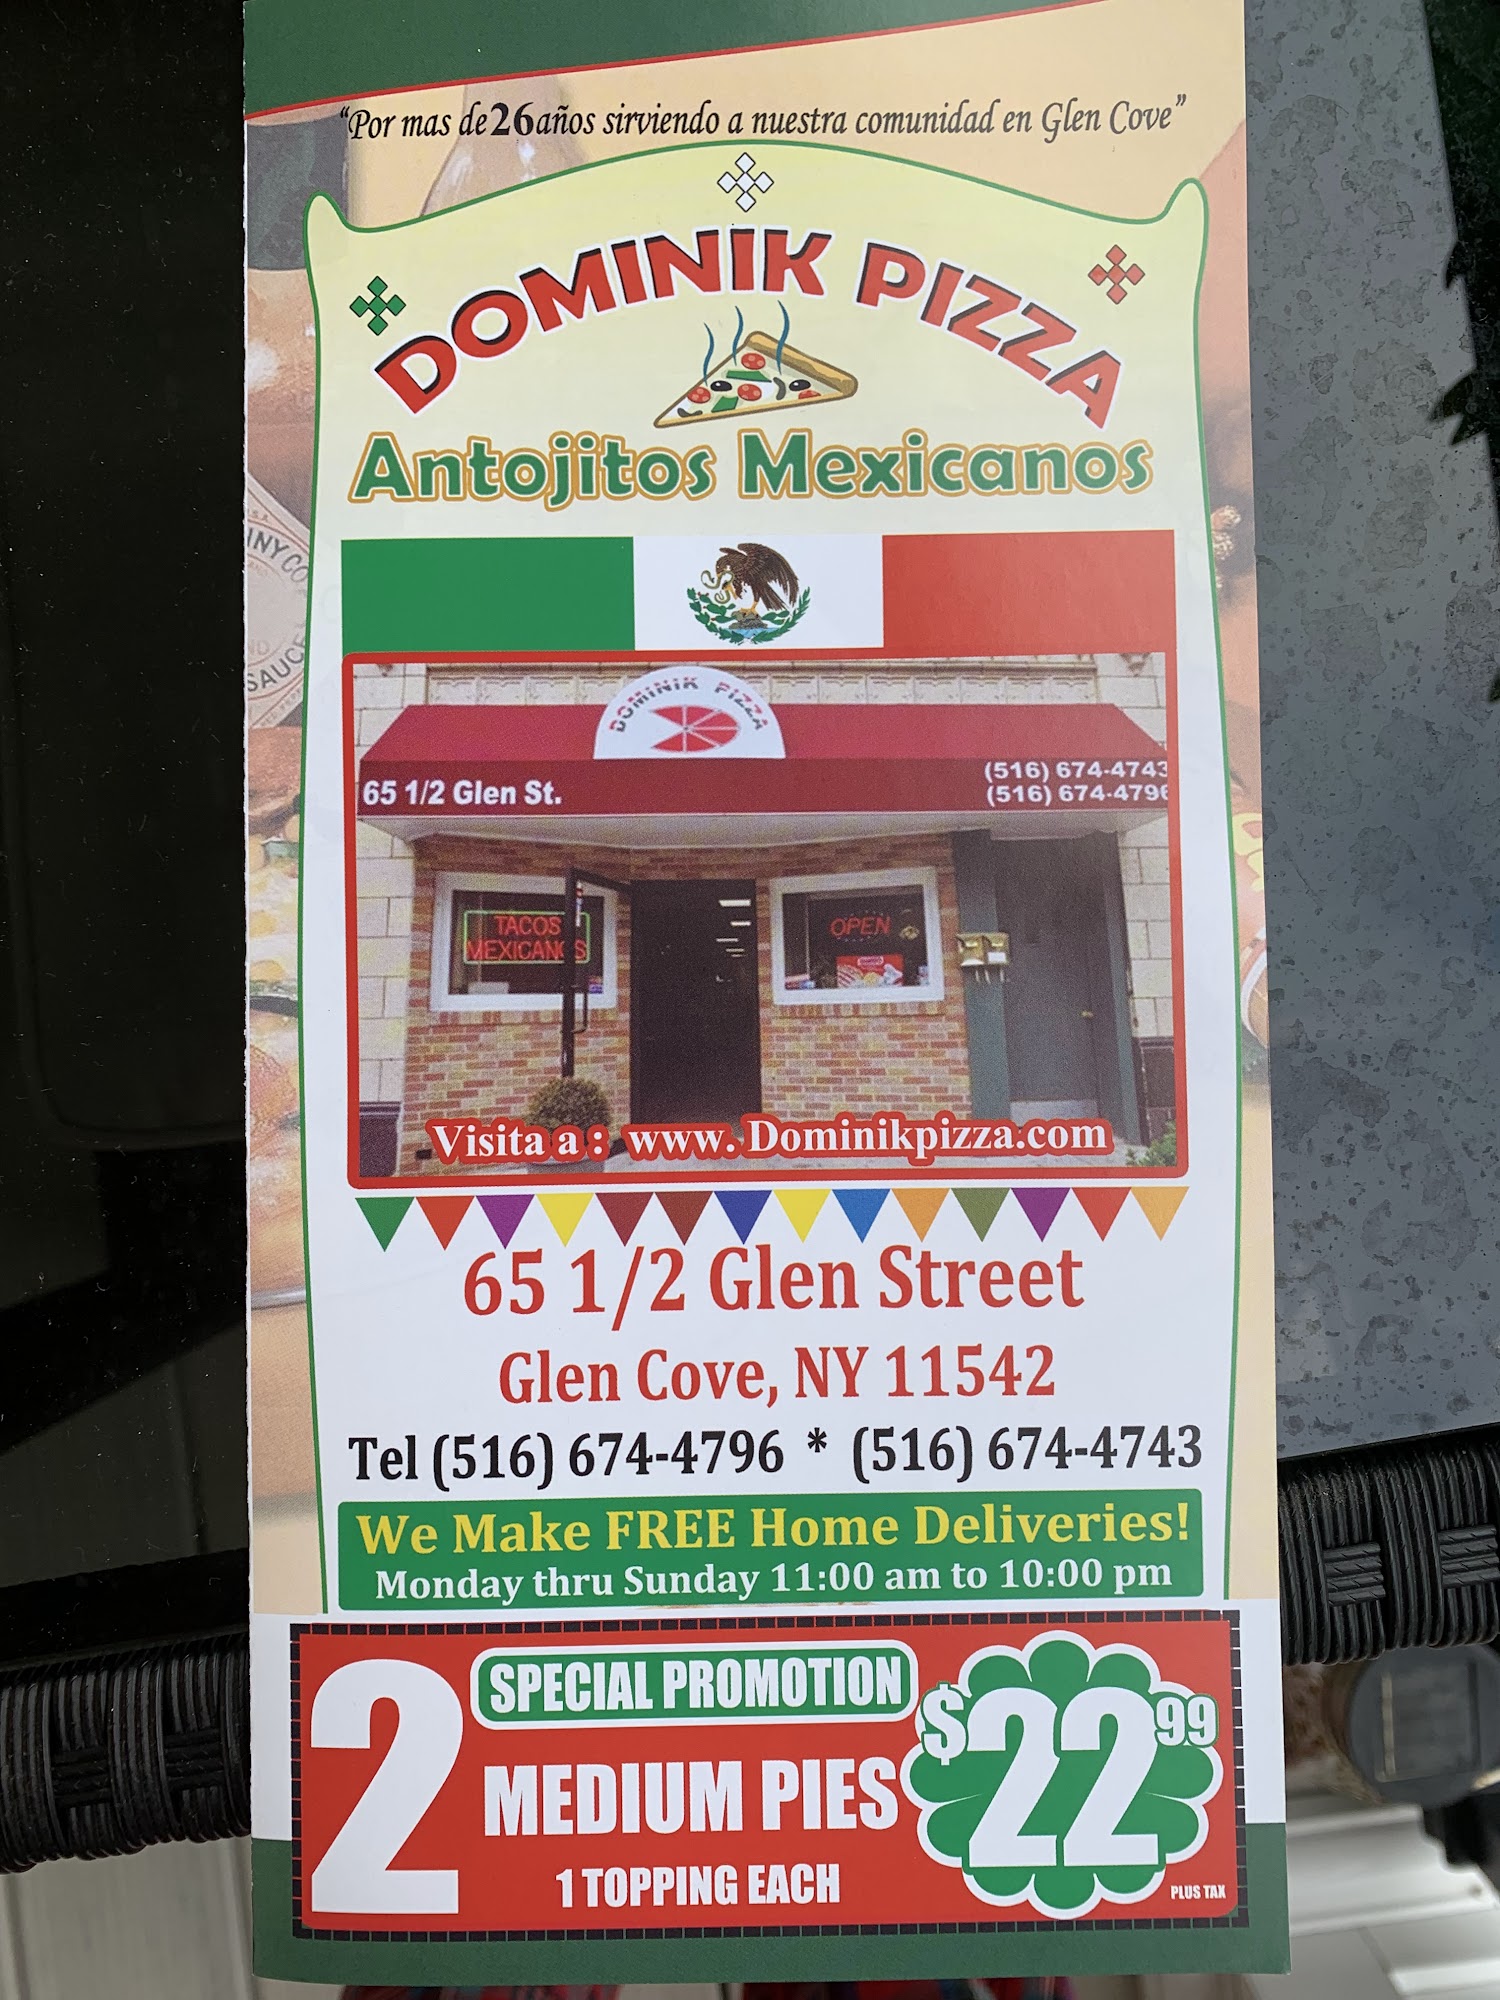 "Por mas de 26 años sirviendo a nuestra comunidad en Glen Cove"
DOMINIK PIZZA
Antojitos Mexicanos
DOMINIK PIZZA
65 1/2 Glen St.
(516) 674-4743
(516) 674-4796
TACOS
MEXICANOS
OPEN
Visita a : www. Dominikpizza.com
65 1/2 Glen Street
Glen Cove, NY 11542
Tel (516) 674-4796 * (516) 674-4743
We Make FREE Home Deliveries!
Monday thru Sunday 11:00 am to 10:00 pm
2
SPECIAL PROMOTION
MEDIUM PIES
1 TOPPING EACH
$22 99
PLUS TAX
SAUCE